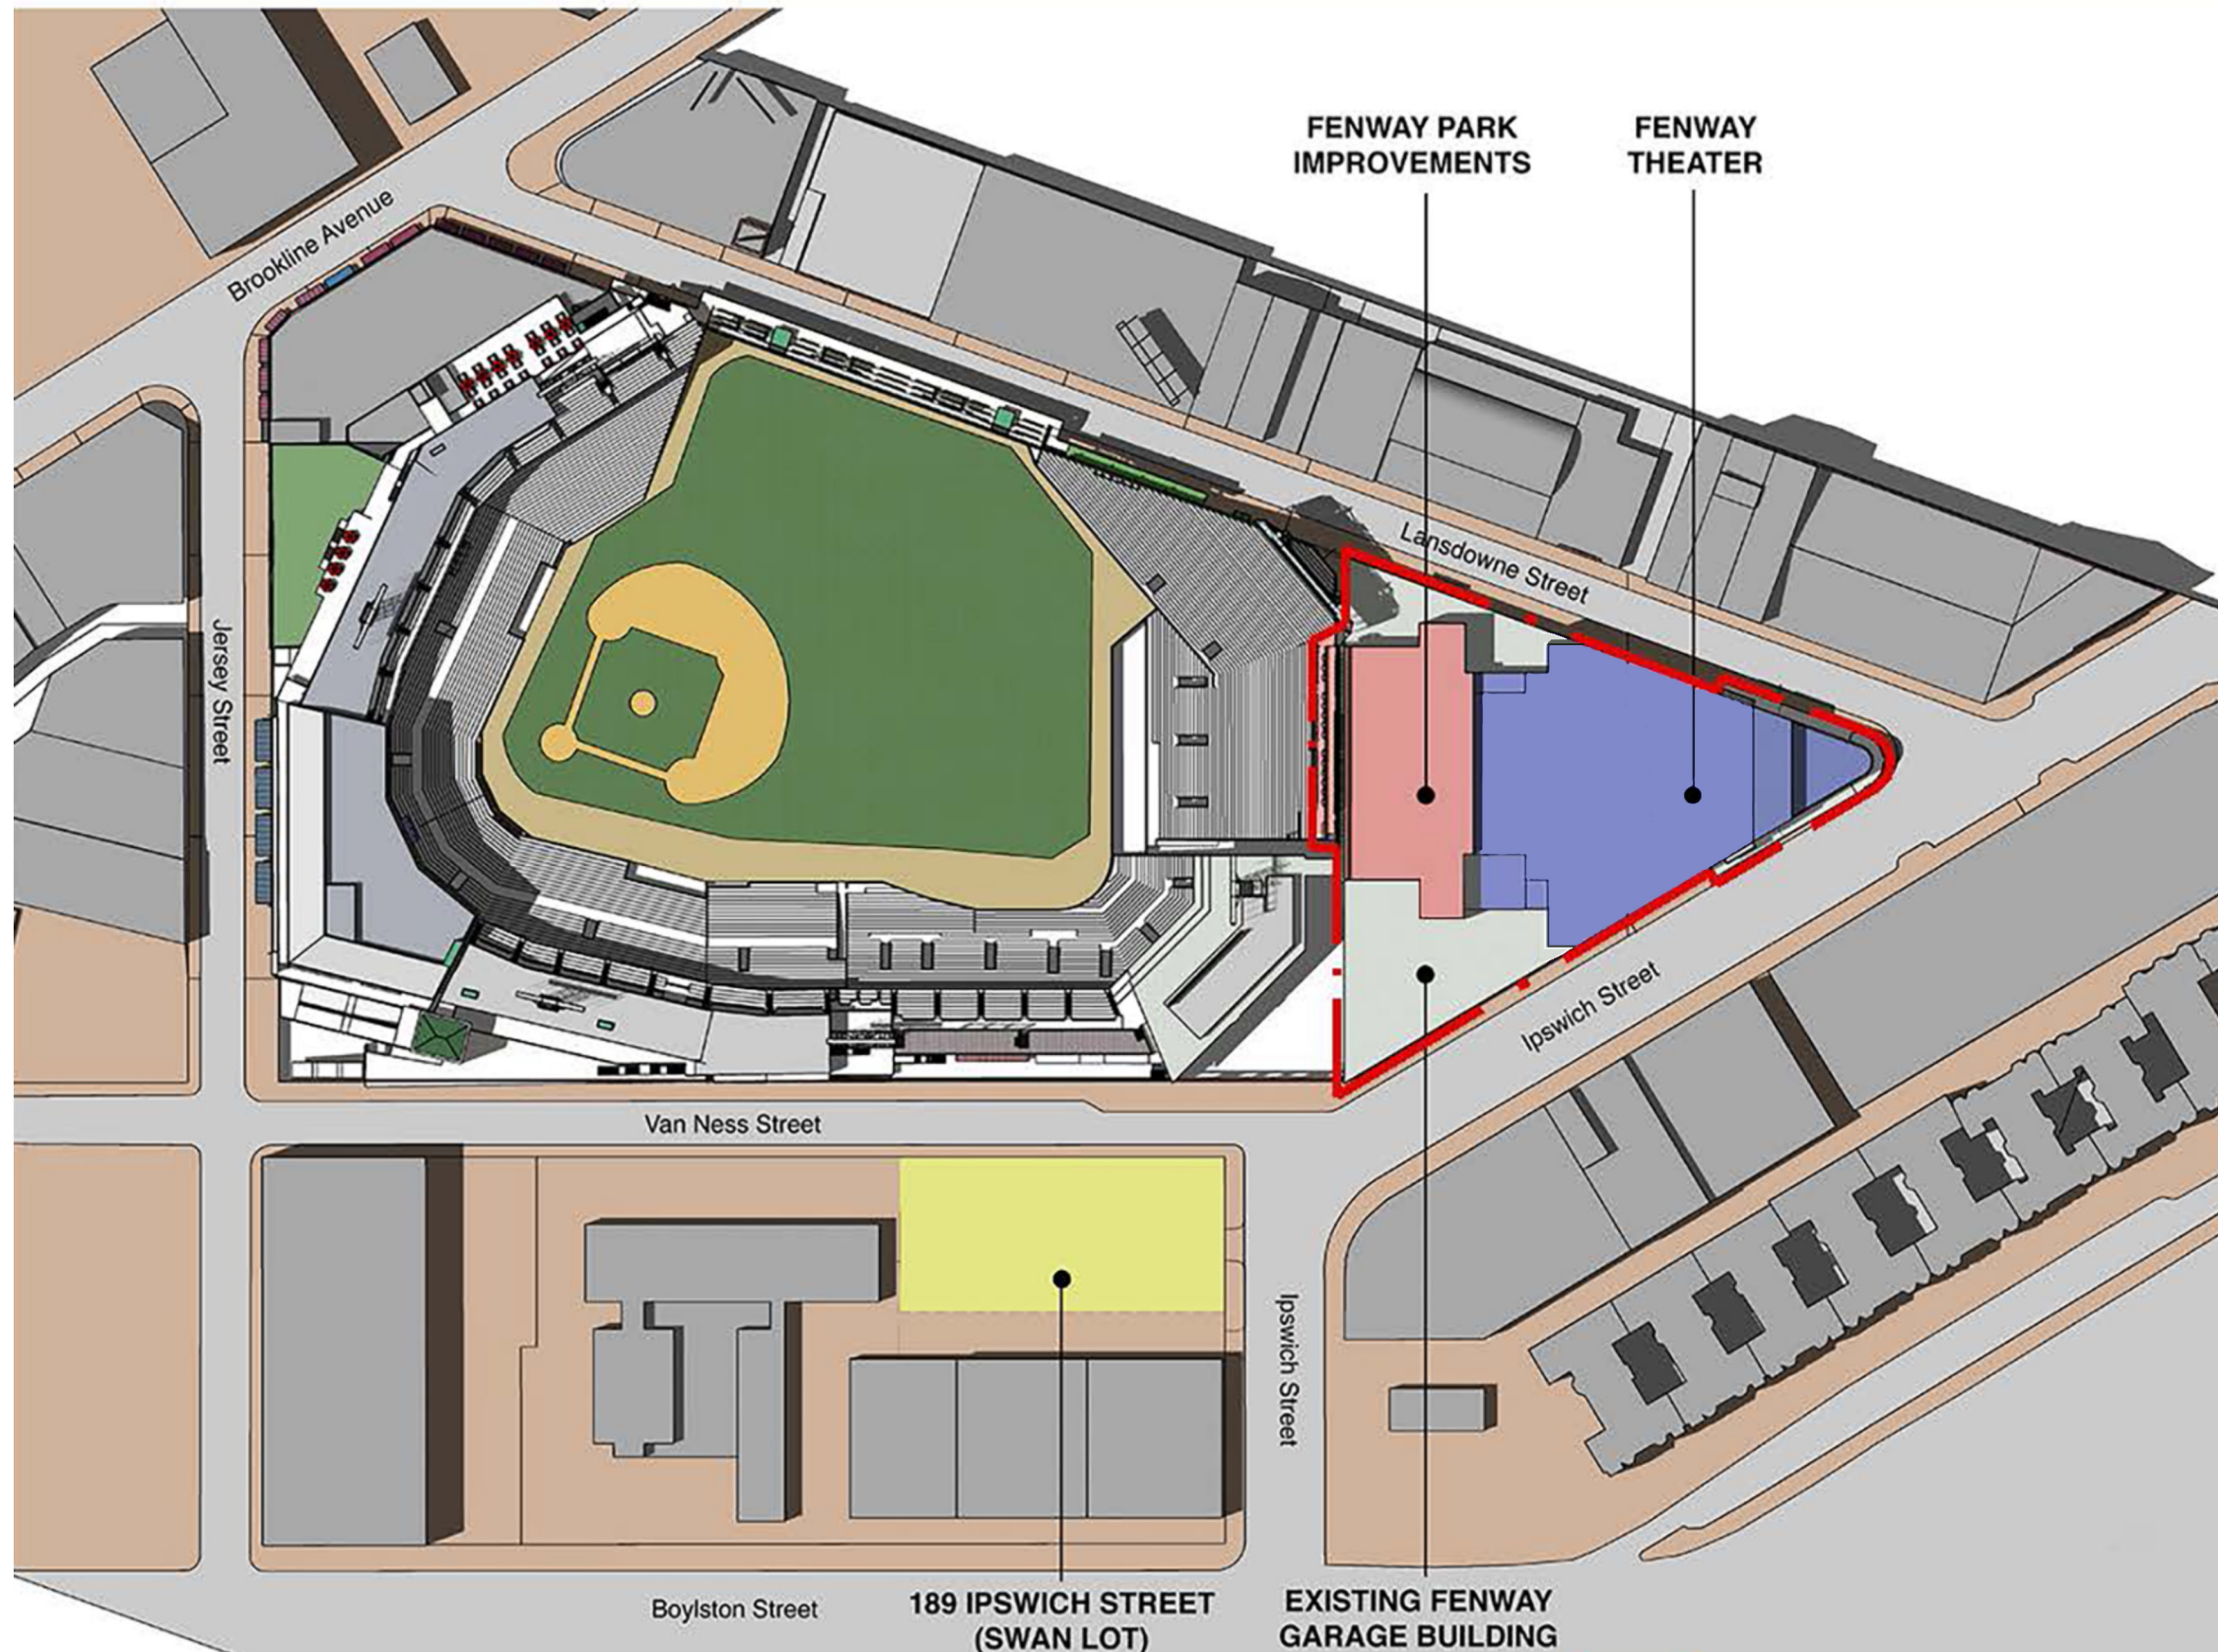 FENWAY PARK
IMPROVEMENTS
FENWAY
THEATER
Brookline Avenue
Lansdowne Street
Jersey Street
Ipswich Street
Van Ness Street
Ipswich Street
Boylston Street
189 IPSWICH STREET
(SWAN LOT)
EXISTING FENWAY
GARAGE BUILDING